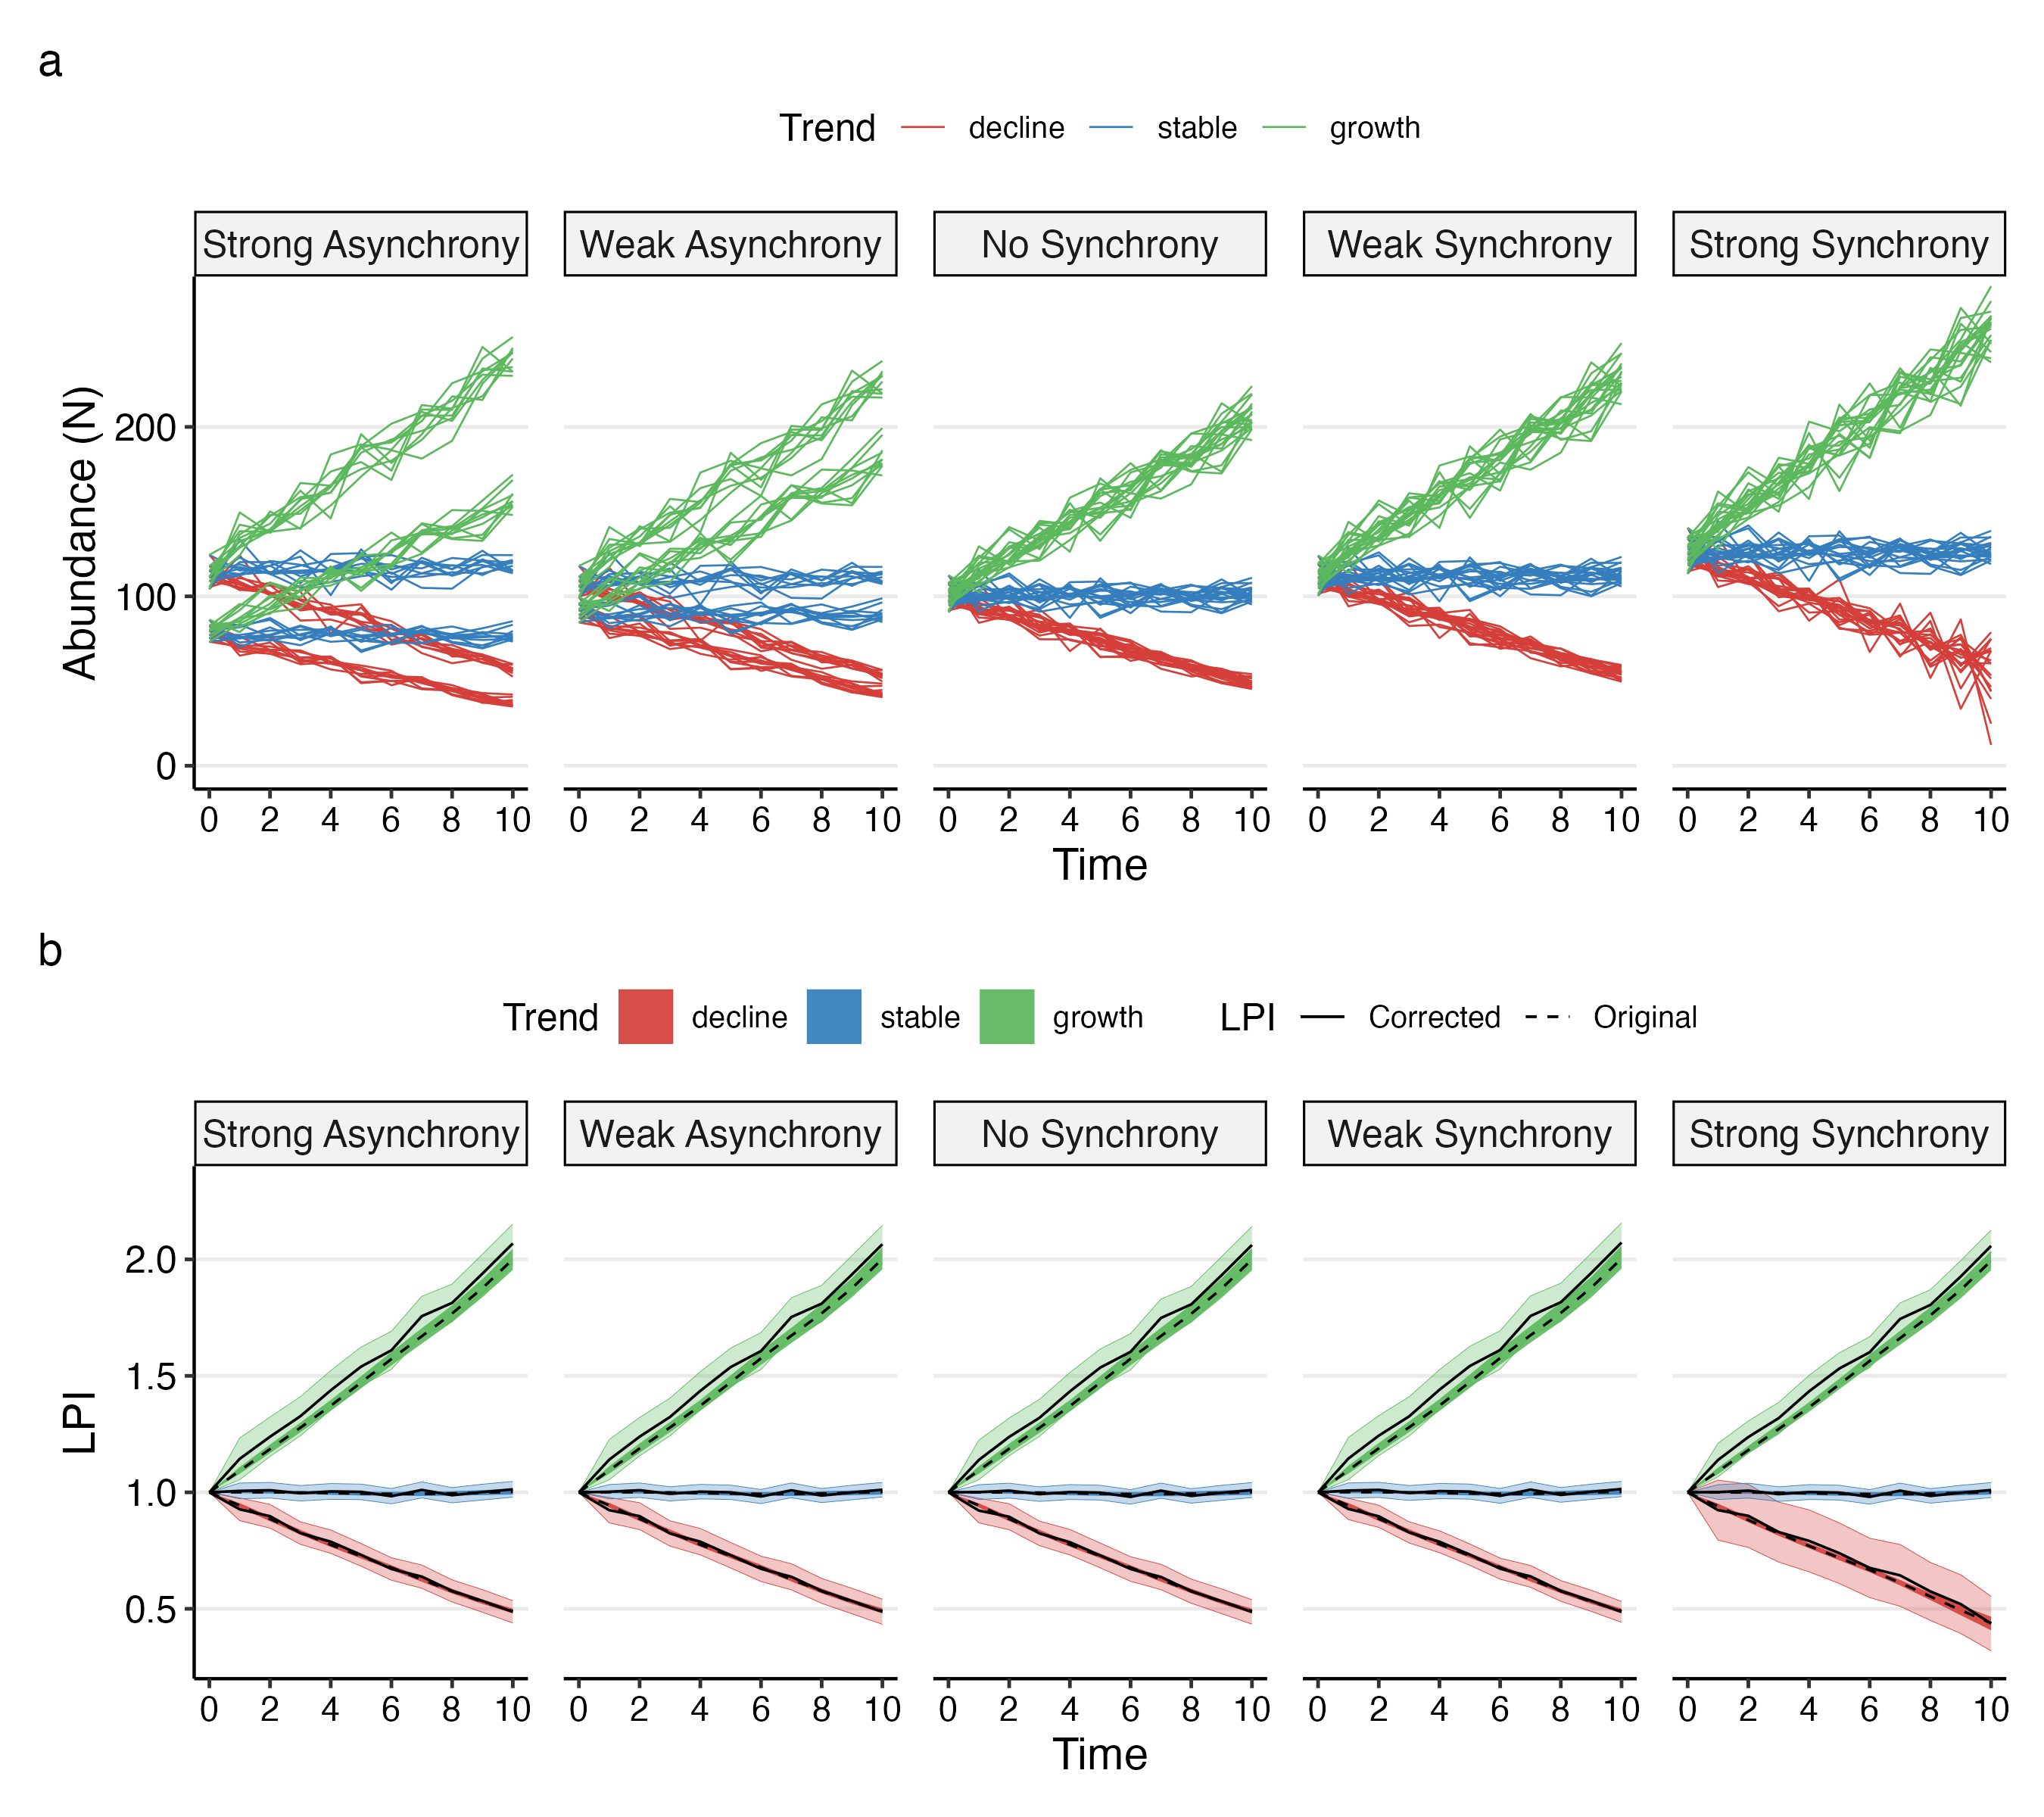 a
Trend decline stable growth
Strong Asynchrony Weak Asynchrony No Synchrony Weak Synchrony Strong Synchrony
Abundance (N)
200
100
0
0 2 4 6 8 10 0 2 4 6 8 10 0 2 4 6 8 10 0 2 4 6 8 10 0 2 4 6 8 10
Time
b
Trend decline stable growth LPI Corrected Original
Strong Asynchrony Weak Asynchrony No Synchrony Weak Synchrony Strong Synchrony
LPI
2.0
1.5
1.0
0.5
0 2 4 6 8 10 0 2 4 6 8 10 0 2 4 6 8 10 0 2 4 6 8 10 0 2 4 6 8 10
Time